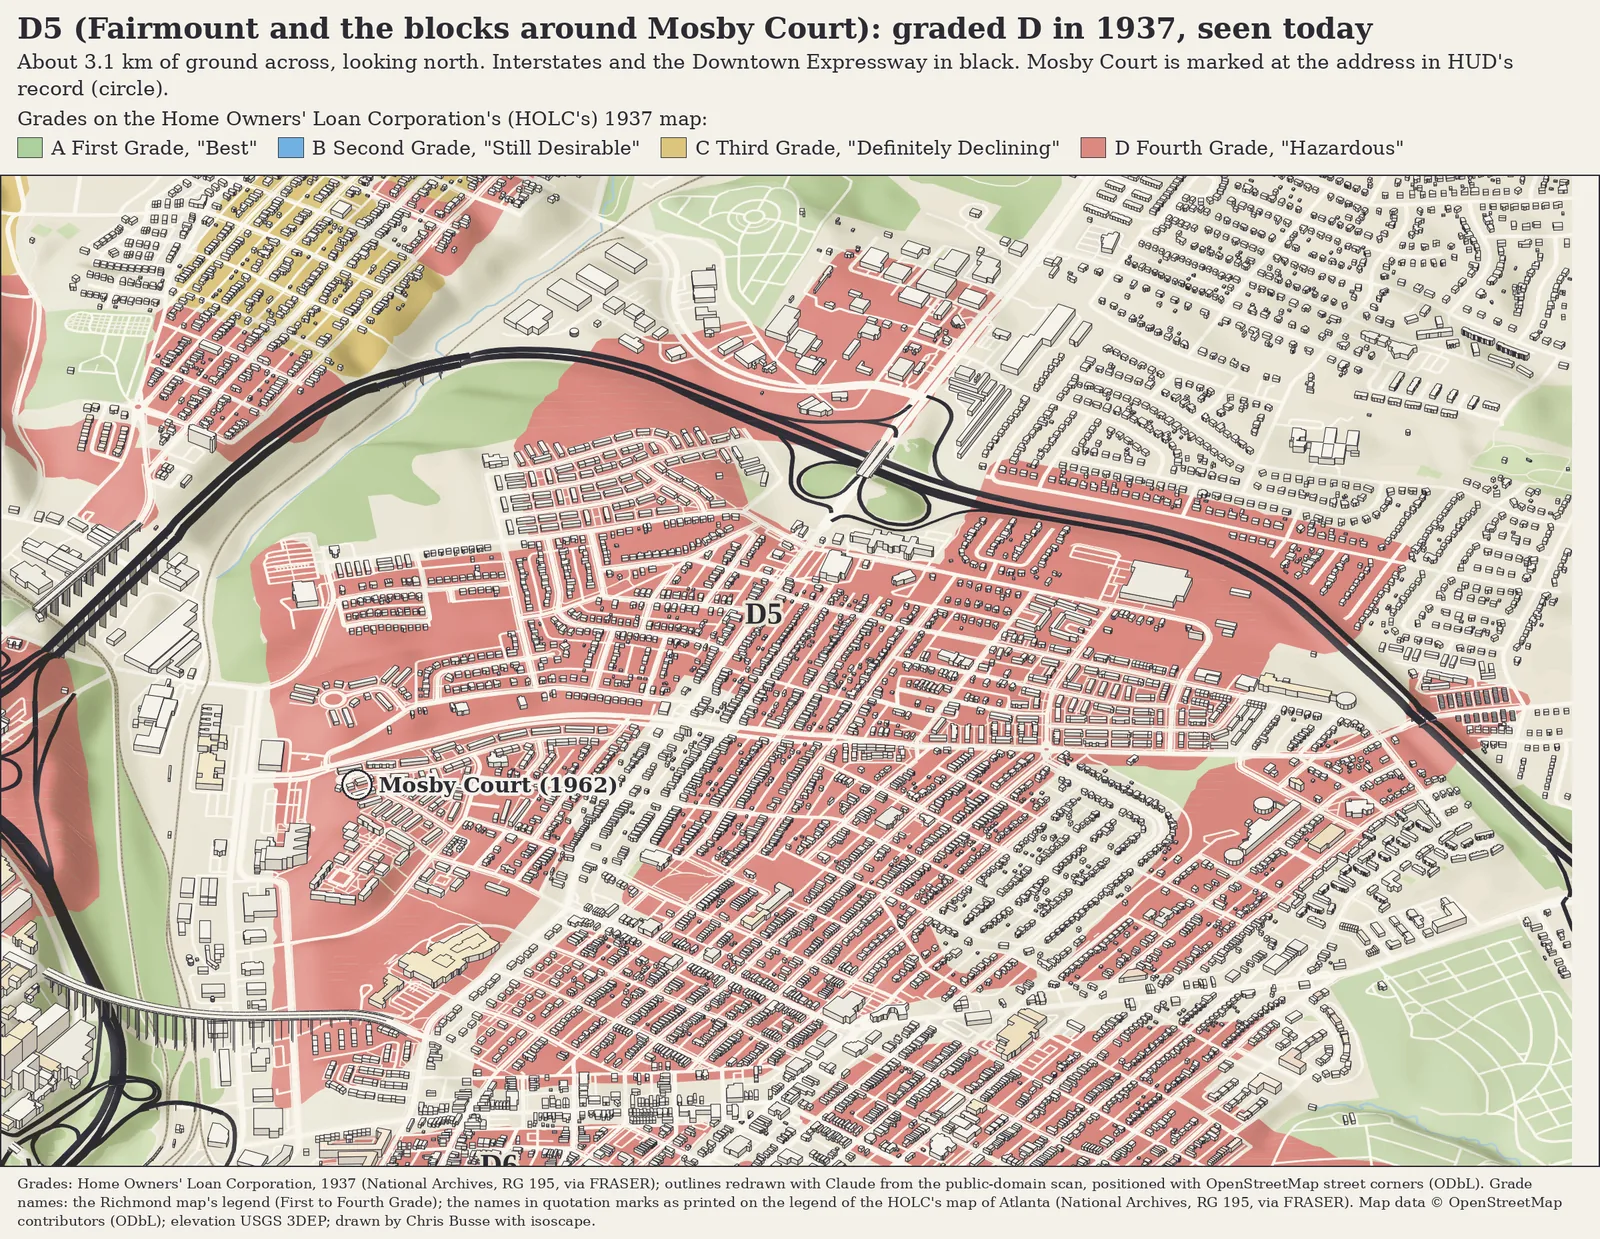 D5 (Fairmount and the blocks around Mosby Court): graded D in 1937, seen today
About 3.1 km of ground across, looking north. Interstates and the Downtown Expressway in black. Mosby Court is marked at the address in HUD's
record (circle).
Grades on the Home Owners' Loan Corporation's (HOLC's) 1937 map:
A First Grade, "Best" B Second Grade, "Still Desirable" C Third Grade, "Definitely Declining" D Fourth Grade, "Hazardous"
D5
Mosby Court (1962)
D6
Grades: Home Owners' Loan Corporation, 1937 (National Archives, RG 195, via FRASER); outlines redrawn with Claude from the public-domain scan, positioned with OpenStreetMap street corners (ODbL). Grade
names: the Richmond map's legend (First to Fourth Grade); the names in quotation marks as printed on the legend of the HOLC's map of Atlanta (National Archives, RG 195, via FRASER). Map data © OpenStreetMap
contributors (ODbL); elevation USGS 3DEP; drawn by Chris Busse with isoscape.